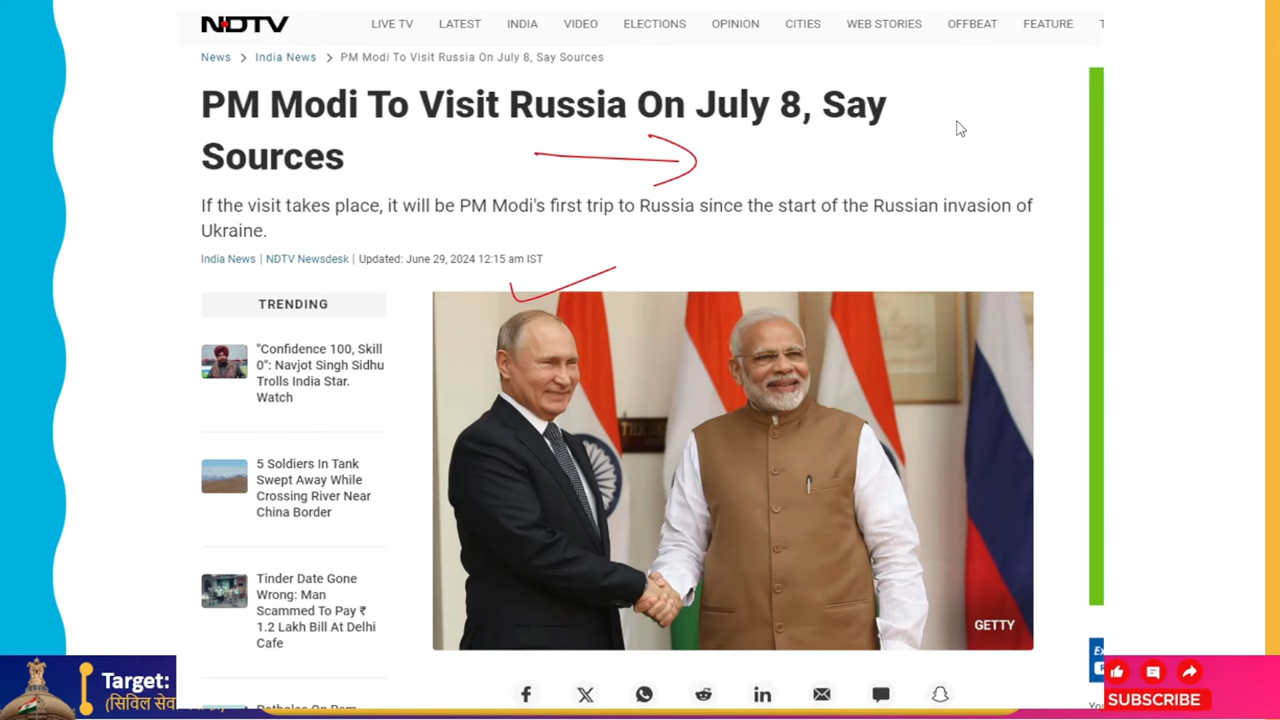 NDTV
LIVE TV LATEST INDIA VIDEO ELECTIONS OPINION CITIES WEB STORIES OFFBEAT FEATURE
News > India News > PM Modi To Visit Russia On July 8, Say Sources
PM Modi To Visit Russia On July 8, Say
Sources
If the visit takes place, it will be PM Modi's first trip to Russia since the start of the Russian invasion of
Ukraine.
India News | NDTV Newsdesk | Updated: June 29, 2024 12:15 am IST
TRENDING
"Confidence 100, Skill
0": Navjot Singh Sidhu
Trolls India Star.
Watch
5 Soldiers In Tank
Swept Away While
Crossing River Near
China Border
Tinder Date Gone
Wrong: Man
Scammed To Pay ₹
1.2 Lakh Bill At Delhi
Cafe
GETTY
Target:
(सिविल सेव
SUBSCRIBE